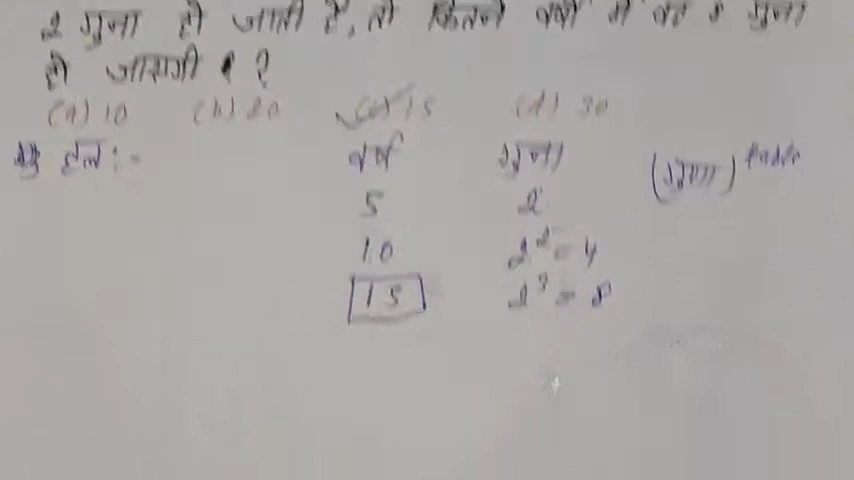 2 गुना हो जाती है, तो कितने वर्षों में वह 8 गुना
हो जायेगी ?
(a) 10 (b) 20 (c) 15 (d) 30
हल :- वर्ष गुना (गुणा)
5 2
10 2² = 4
15 2³ = 8